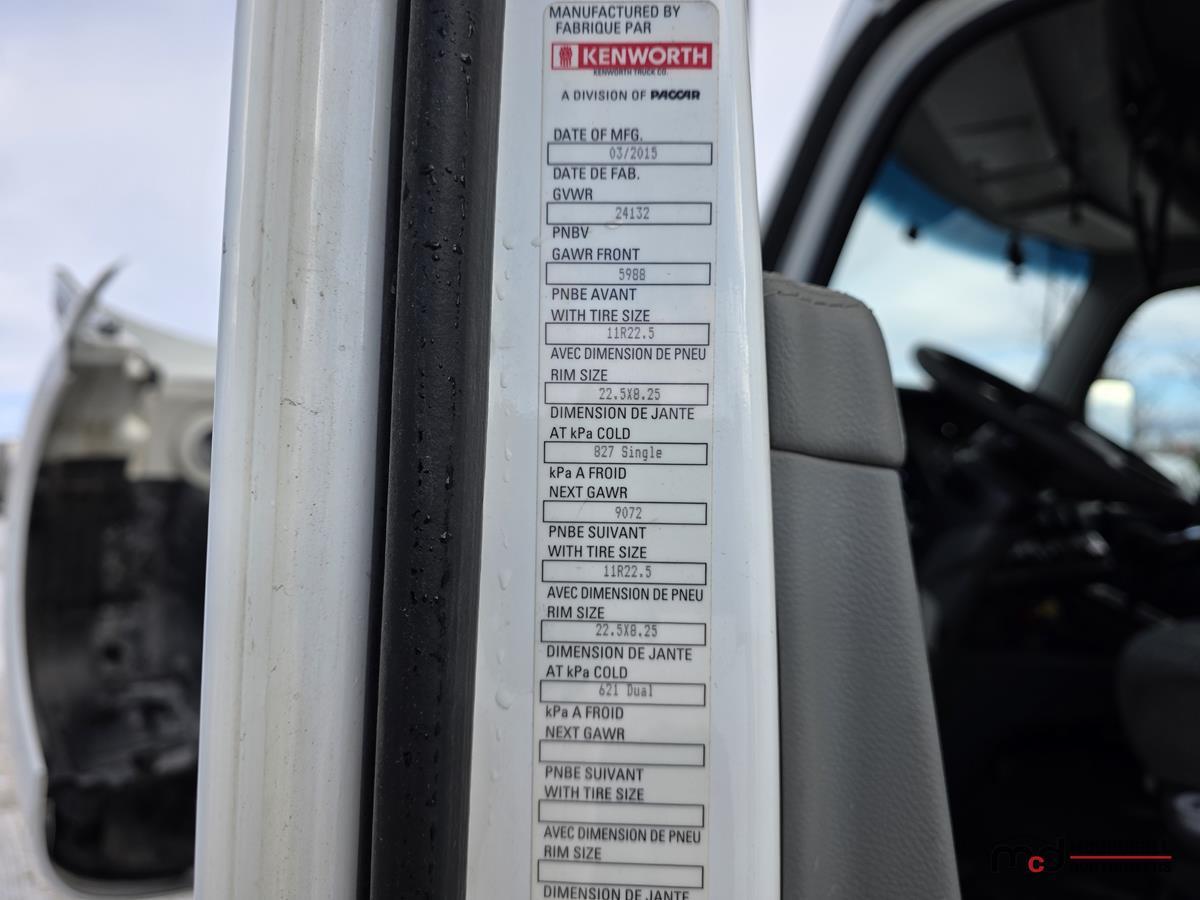 MANUFACTURED BY
FABRIQUE PAR
KENWORTH
KENWORTH TRUCK CO.
A DIVISION OF PACCAR
DATE OF MFG.
03/2015
DATE DE FAB.
GVWR
24132
PNBV
GAWR FRONT
5988
PNBE AVANT
WITH TIRE SIZE
11R22.5
AVEC DIMENSION DE PNEU
RIM SIZE
22.5X8.25
DIMENSION DE JANTE
AT kPa COLD
827 Single
kPa A FROID
NEXT GAWR
9072
PNBE SUIVANT
WITH TIRE SIZE
11R22.5
AVEC DIMENSION DE PNEU
RIM SIZE
22.5X8.25
DIMENSION DE JANTE
AT kPa COLD
621 Dual
kPa A FROID
NEXT GAWR
PNBE SUIVANT
WITH TIRE SIZE
AVEC DIMENSION DE PNEU
RIM SIZE
DIMENSION DE JANTE
mcd